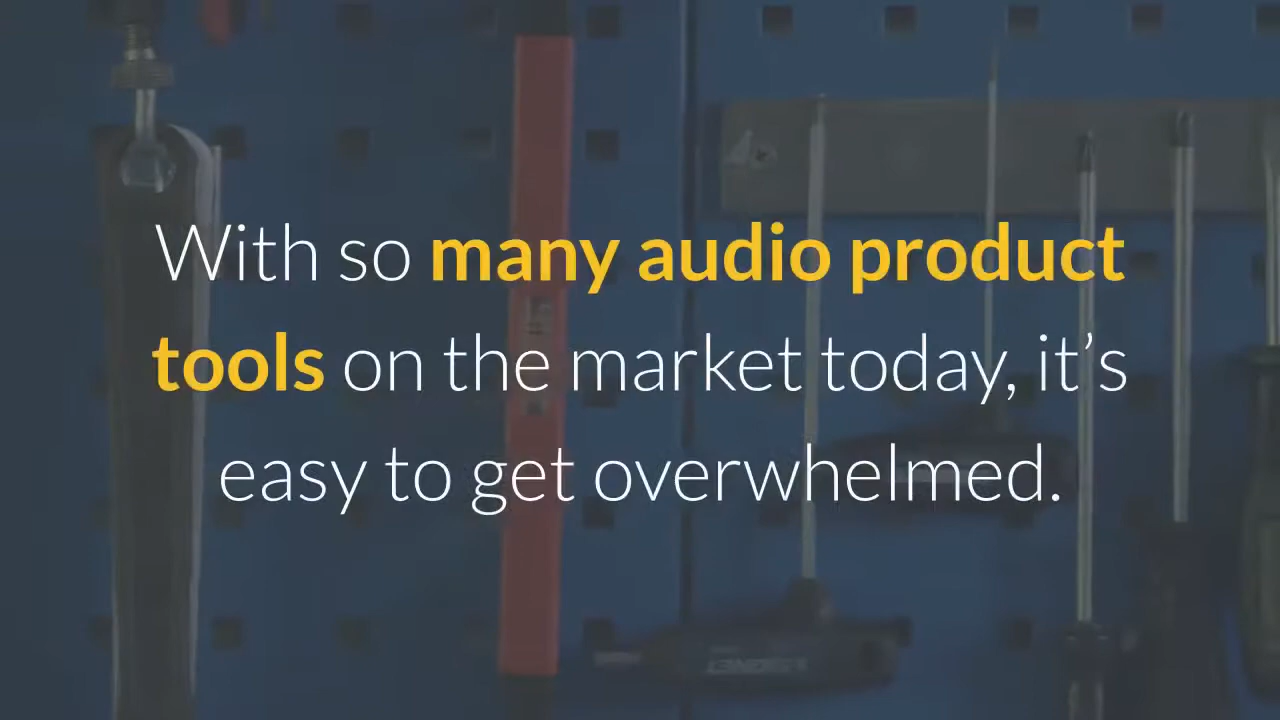 With so many audio product
tools on the market today, it’s
easy to get overwhelmed.